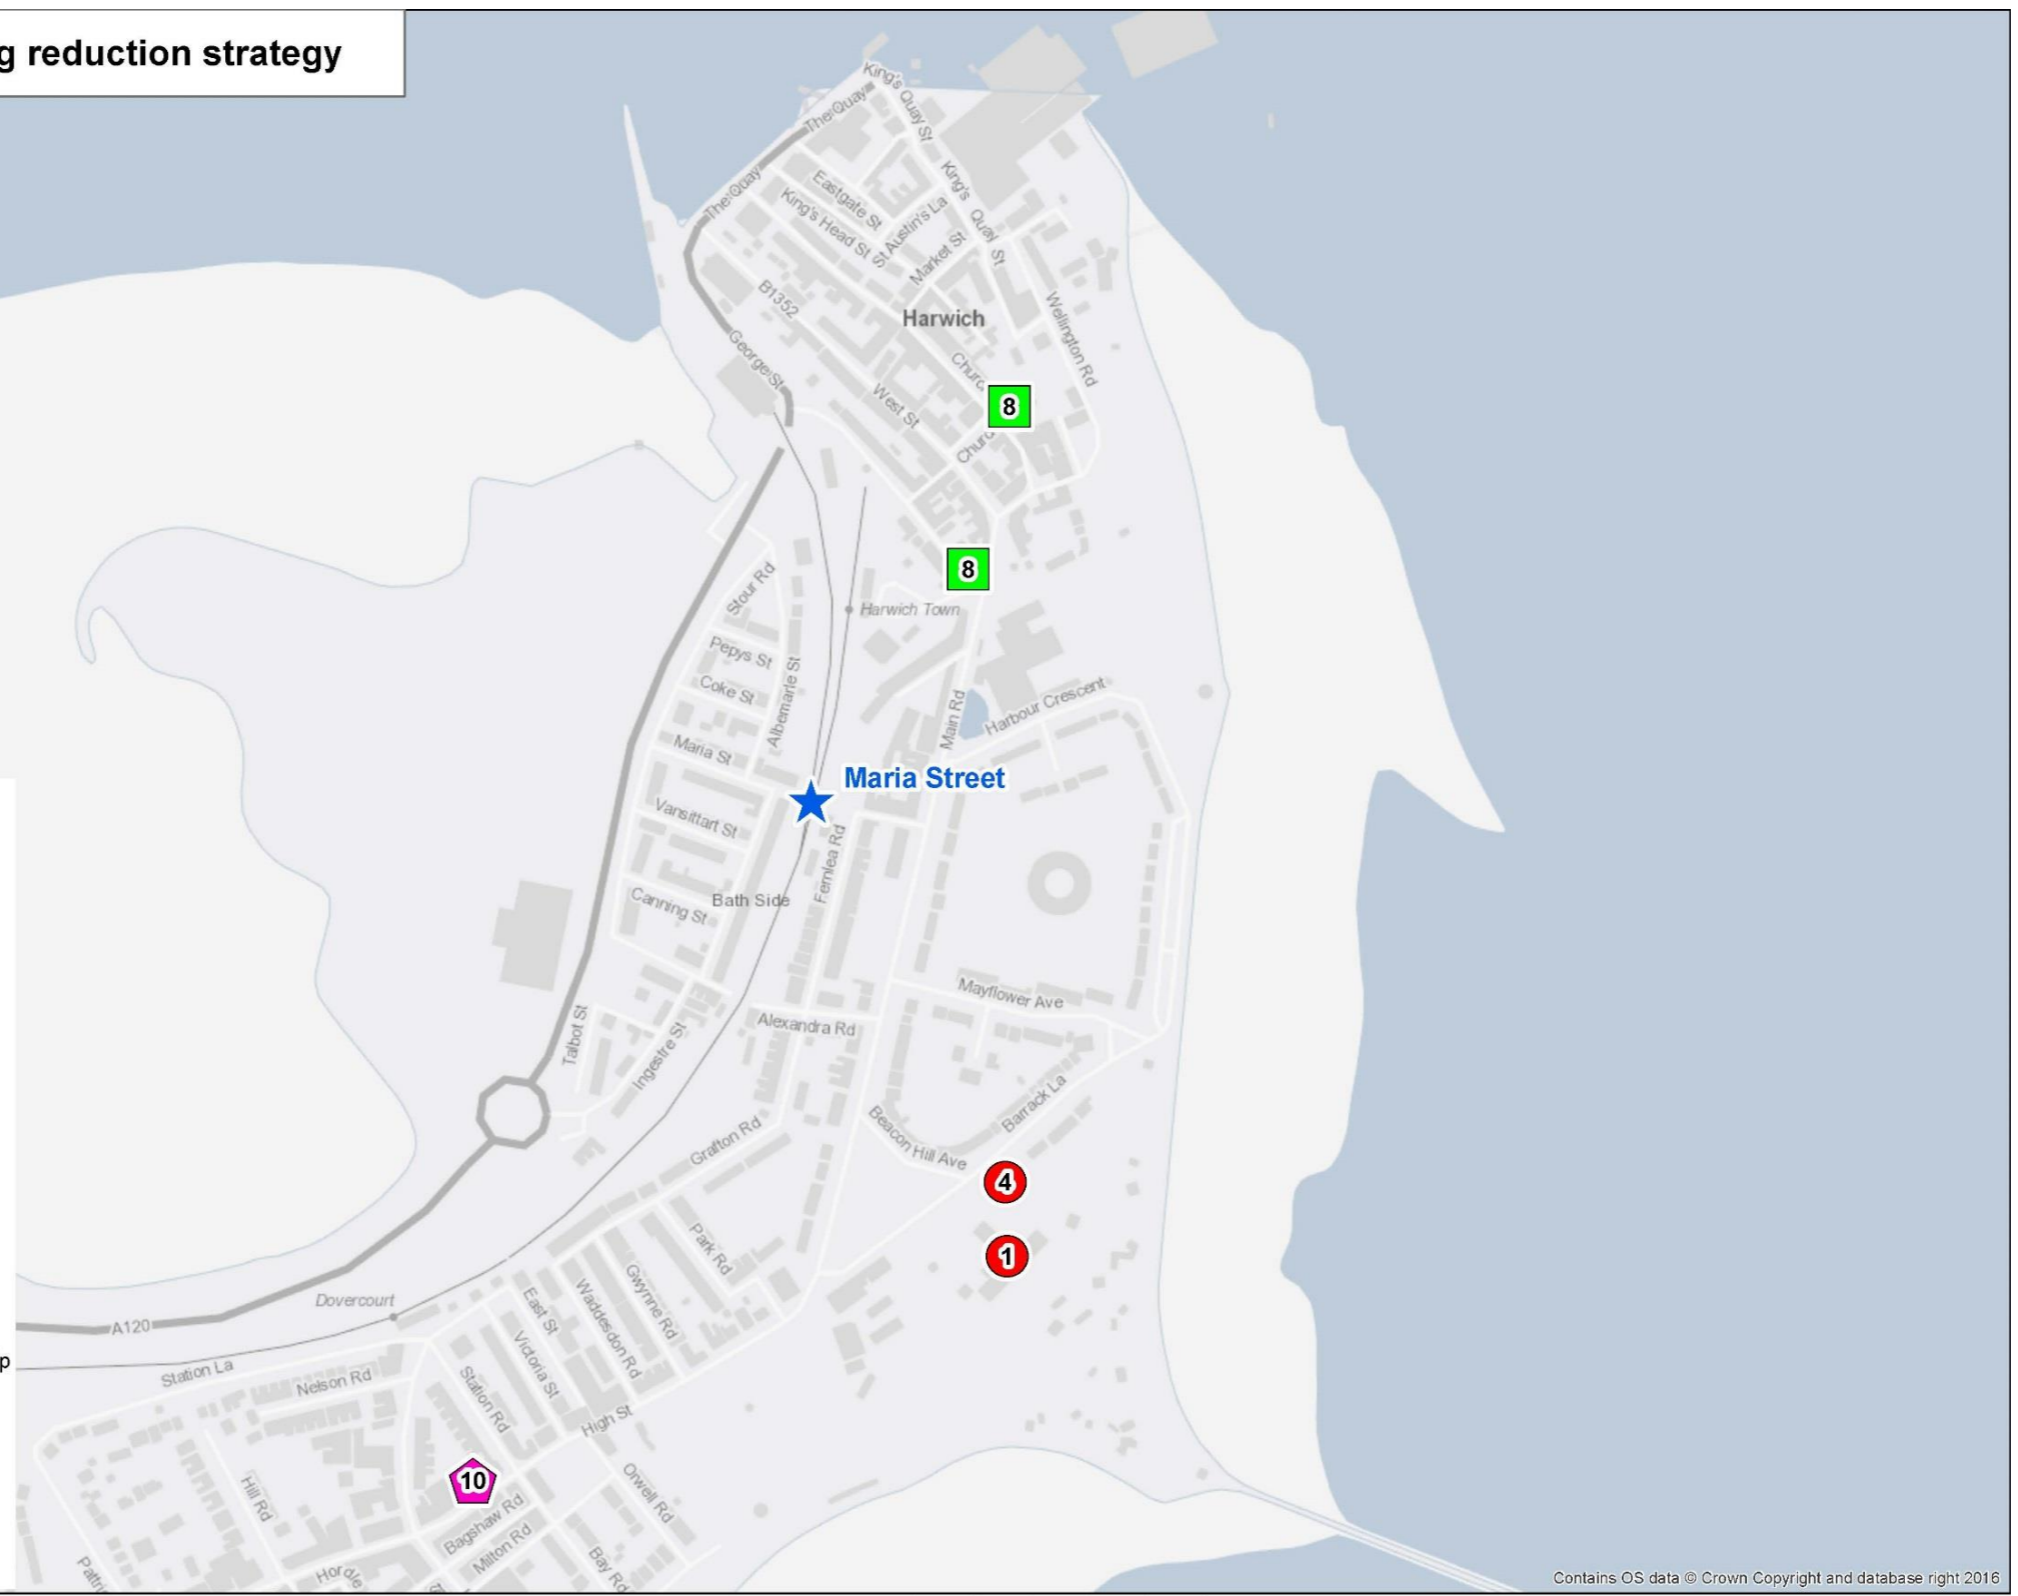 g reduction strategy
King's Quay St
The Quay
The Quay
Eastgate St
King's Head St
St Austin's La
Market St
King's Quay St
B1352
Harwich
Wellington Rd
George St
West St
8
8
Stour Rd
Harwich Town
Pepys St
Coke St
Albemarle St
Main Rd
Harbour Crescent
Maria St
Maria Street
Vansittart St
Fernlea Rd
Canning St
Bath Side
Mayflower Ave
Talbot St
Alexandra Rd
Ingestre St
Barrack La
Beacon Hill Ave
Grafton Rd
4
1
Park Rd
Gwynne Rd
Waddesdon Rd
East St
Victoria St
Dovercourt
A120
p
Station La
Nelson Rd
Station Rd
High St
10
Hill Rd
Orwell Rd
Bagshaw Rd
Milton Rd
Bay Rd
Contains OS data © Crown Copyright and database right 2016